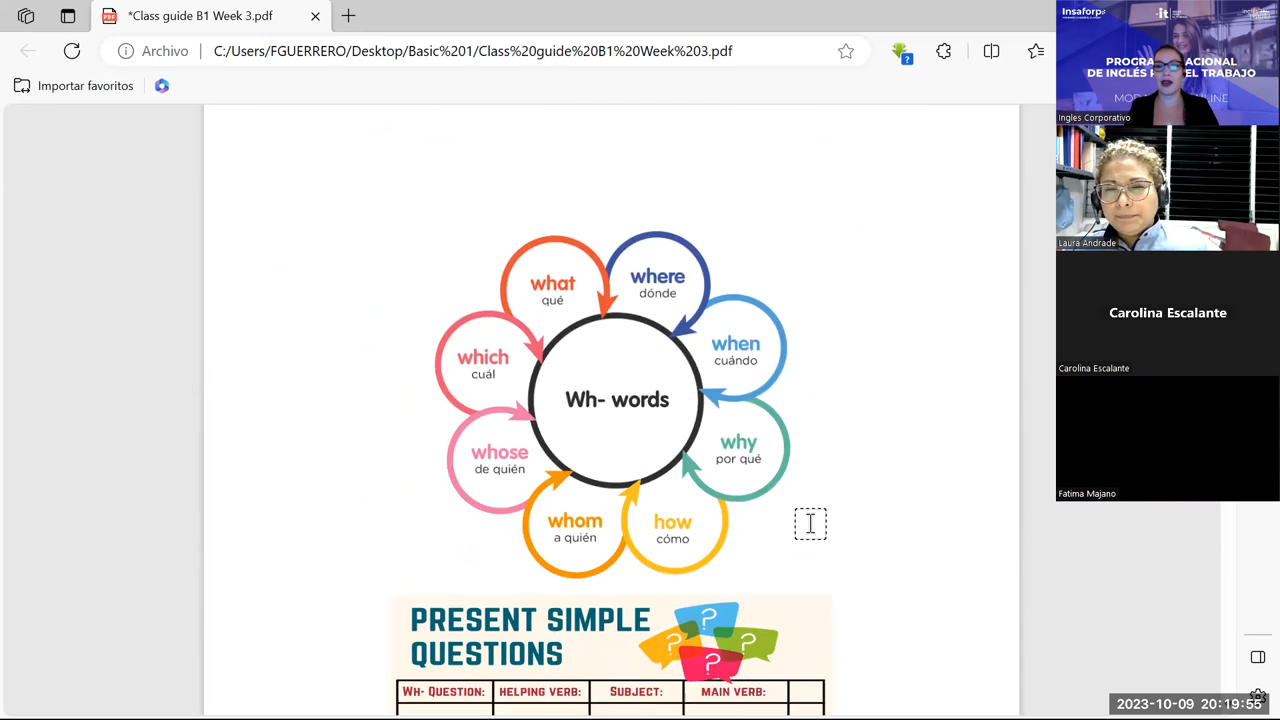 *Class guide B1 Week 3.pdf
Archivo
C:/Users/FGUERRERO/Desktop/Basic%201/Class%20guide%20B1%20Week%203.pdf
Importar favoritos
what
qué
where
dónde
when
cuándo
why
por qué
how
cómo
whom
a quién
whose
de quién
which
cuál
Wh- words
PRESENT SIMPLE
QUESTIONS
WH- QUESTION:
HELPING VERB:
SUBJECT:
MAIN VERB:
Insaforp
it
Ingles Corporativo
Laura Andrade
Carolina Escalante
Carolina Escalante
Fatima Majano
2023-10-09 20:19:55